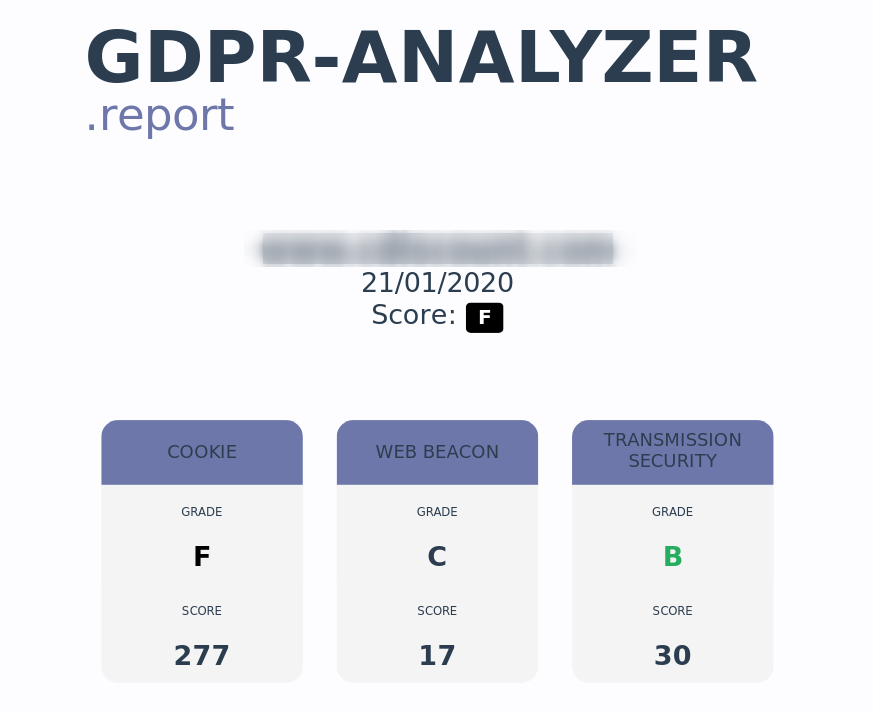 GDPR-ANALYZER
.report
21/01/2020
Score: F
COOKIE
GRADE
F
SCORE
277
WEB BEACON
GRADE
C
SCORE
17
TRANSMISSION
SECURITY
GRADE
B
SCORE
30